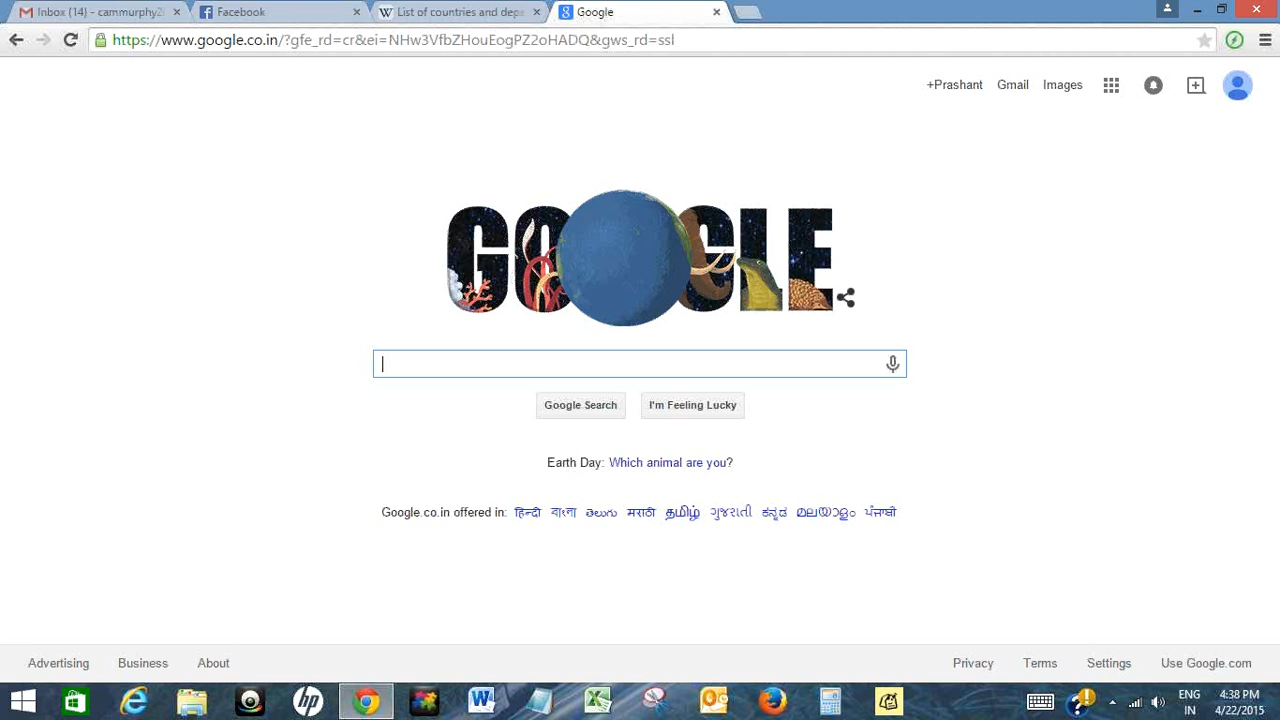 Inbox (14) - cammurphy2
Facebook
List of countries and depe
Google
https://www.google.co.in/?gfe_rd=cr&ei=NHw3VfbZHouEogPZ2oHADQ&gws_rd=ssl
+Prashant Gmail Images
GOOGLE
Google Search I'm Feeling Lucky
Earth Day: Which animal are you?
Google.co.in offered in: हिन्दी বাংলা తెలుగు मराठी தமிழ் ગુજરાતી ಕನ್ನಡ മലയാളം ਪੰਜਾਬੀ
Advertising Business About Privacy Terms Settings Use Google.com
ENG 4:38 PM
IN 4/22/2015